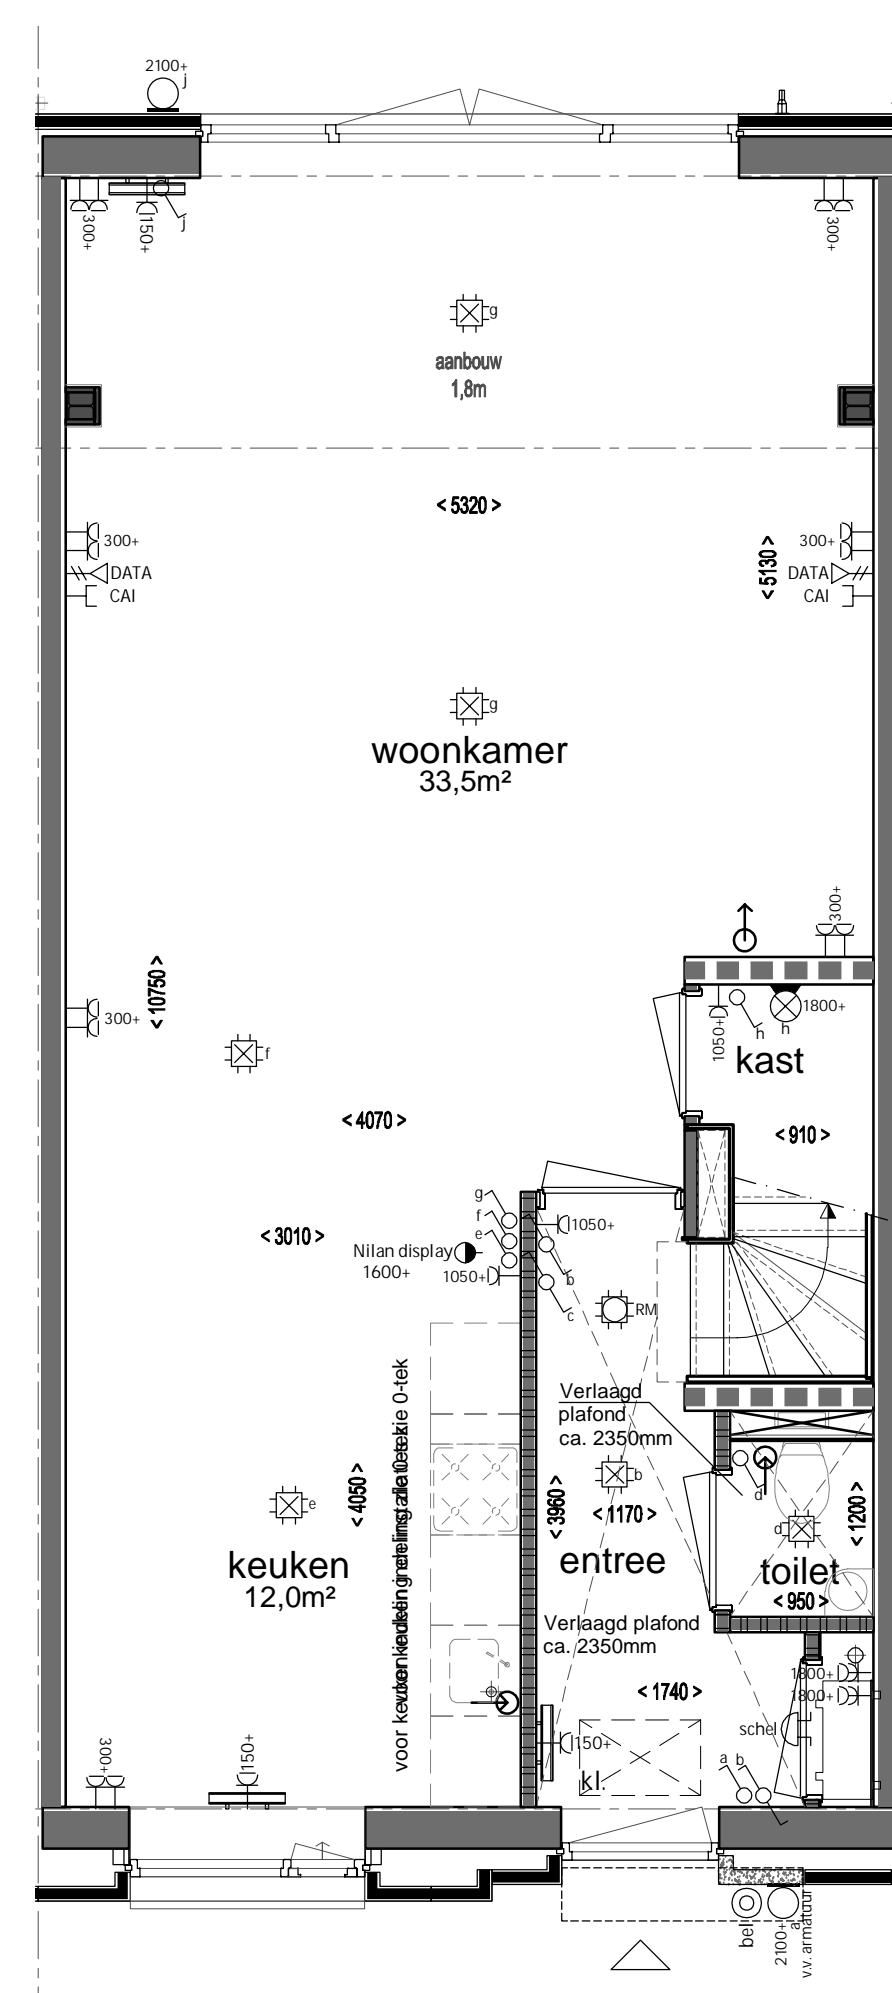 2100+
j
300+
150+
j
300+
g
aanbouw
1,8m
< 5320 >
300+
DATA
CAI
< 5130 >
300+
DATA
CAI
g
woonkamer
33,5m²
300+
< 10750 >
300+
f
1050+
h
h
1800+
kast
< 4070 >
< 910 >
g
f
e
1050+
< 3010 >
Nilan display
1600+
1050+
b
c
RM
Verlaagd
plafond
ca. 2350mm
e
< 4050 >
b
< 3960 >
< 1170 >
d
d
< 1200 >
keuken
12,0m²
entree
toilet
< 950 >
Verlaagd plafond
ca. 2350mm
< 1740 >
1800+
1800+
schel
300+
150+
150+
kl.
a b
bel
2100+
a
v.v. armatuur